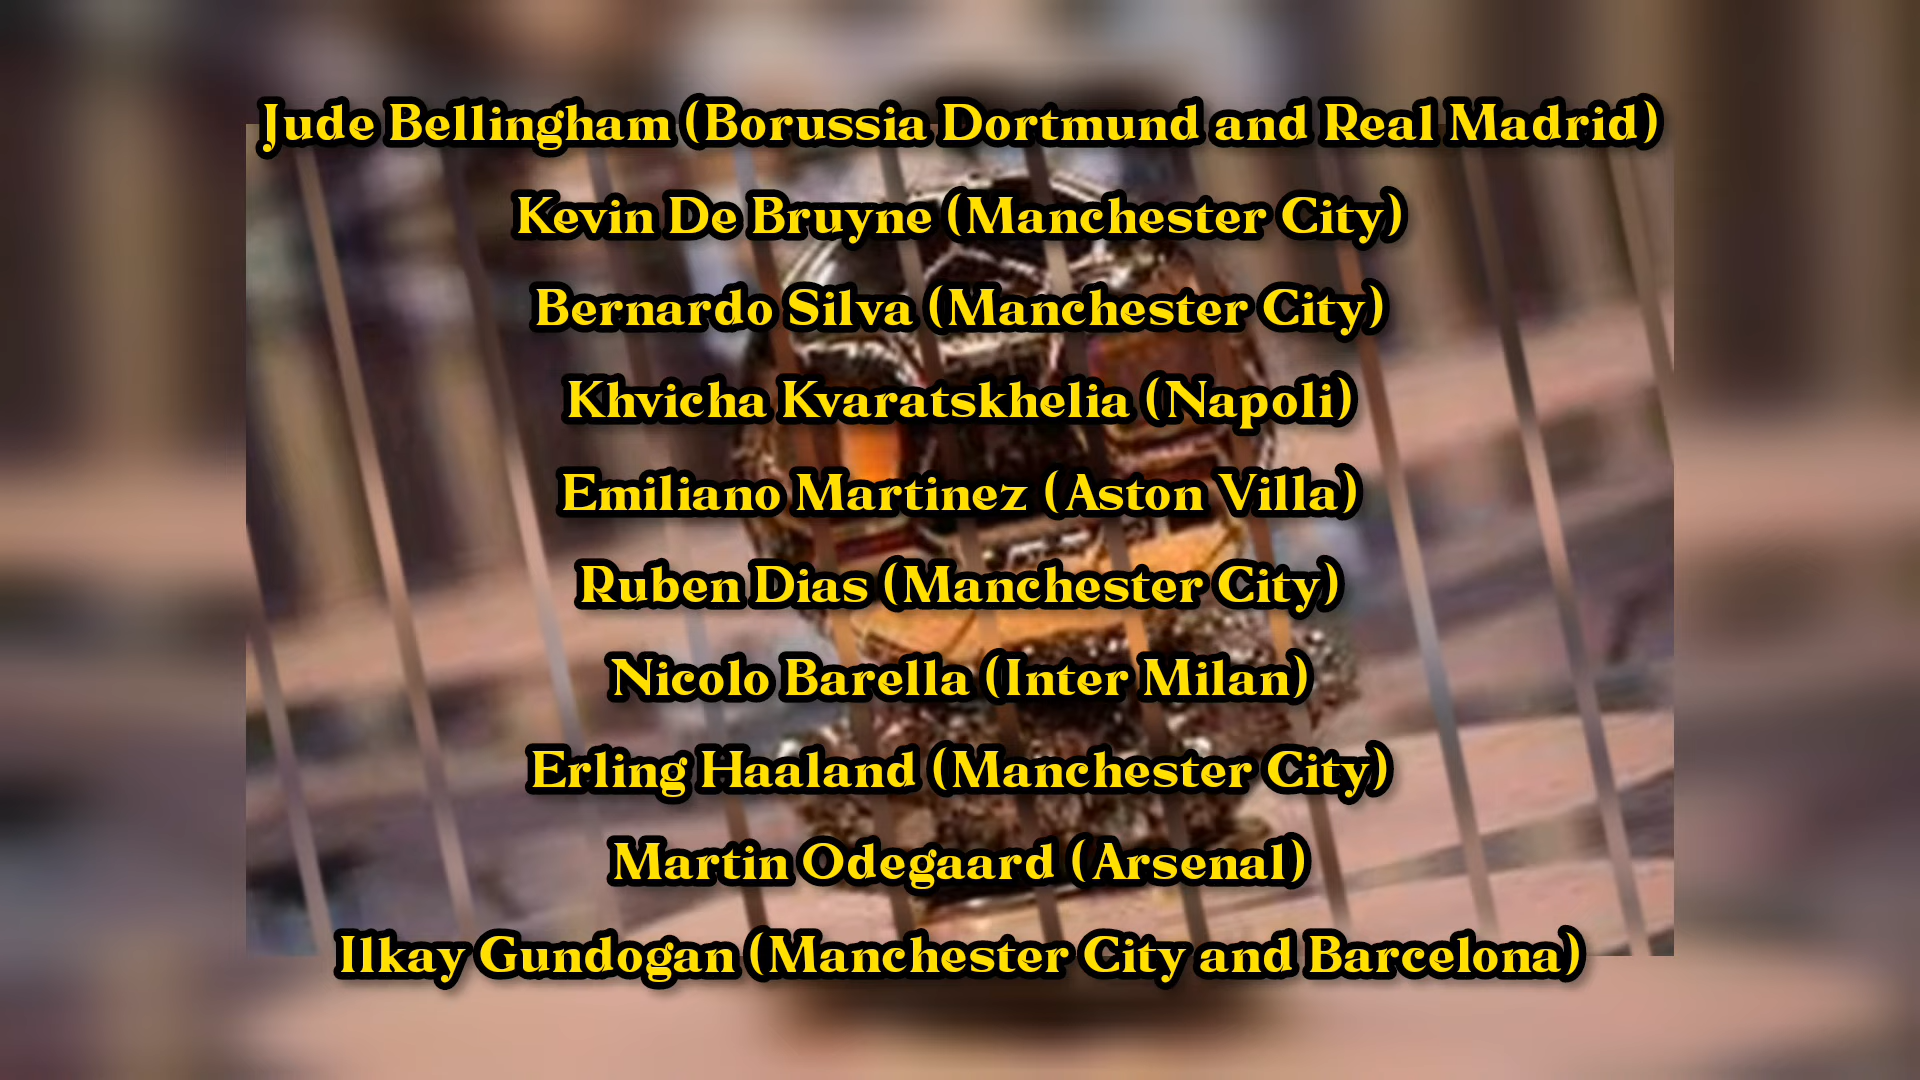 Jude Bellingham (Borussia Dortmund and Real Madrid)
Kevin De Bruyne (Manchester City)
Bernardo Silva (Manchester City)
Khvicha Kvaratskhelia (Napoli)
Emiliano Martinez (Aston Villa)
Ruben Dias (Manchester City)
Nicolo Barella (Inter Milan)
Erling Haaland (Manchester City)
Martin Odegaard (Arsenal)
Ilkay Gundogan (Manchester City and Barcelona)